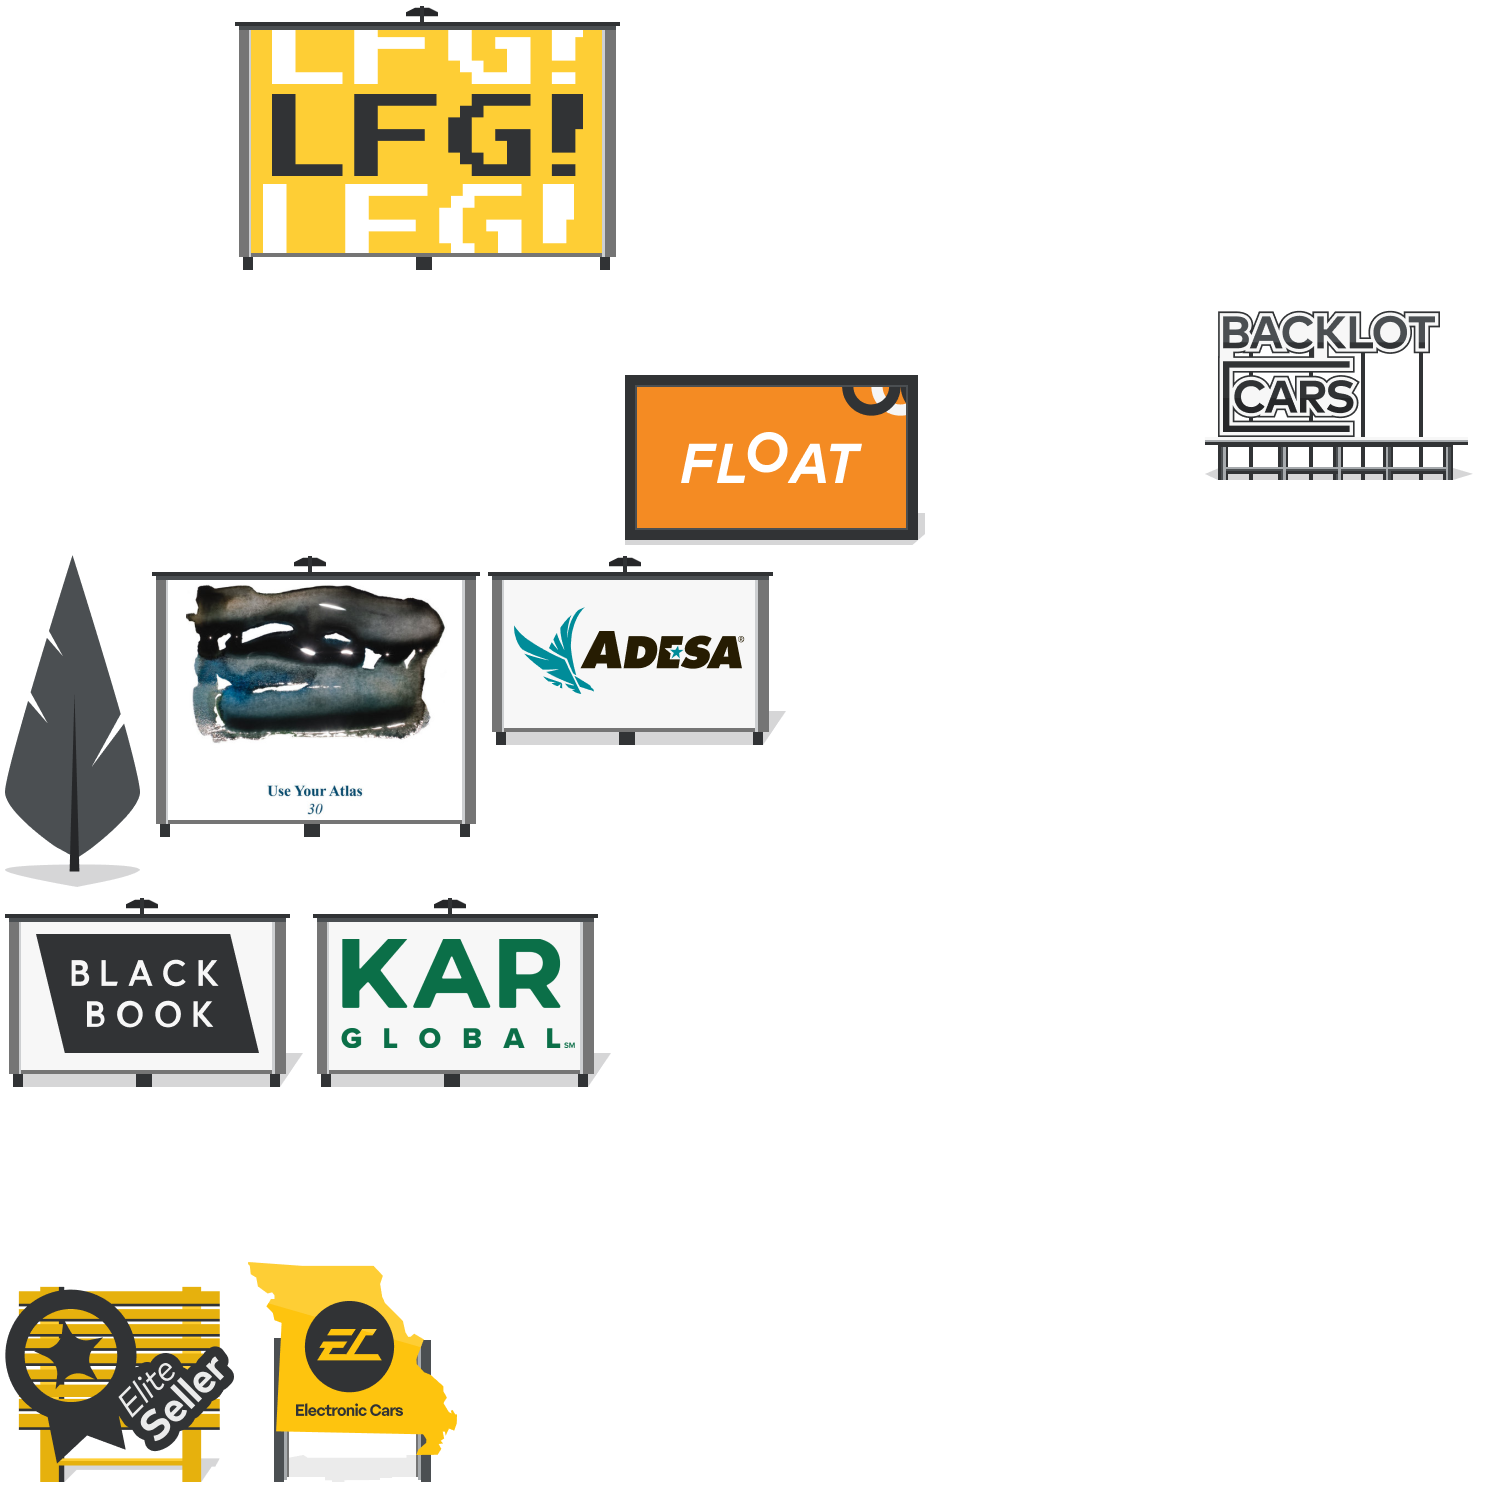 LFG!
LFG!
LFG!
BACKLOT
CARS
FLOAT
ADESA®
Use Your Atlas
30
BLACK
BOOK
KAR
GLOBAL SM
Elite
Seller
EC
Electronic Cars